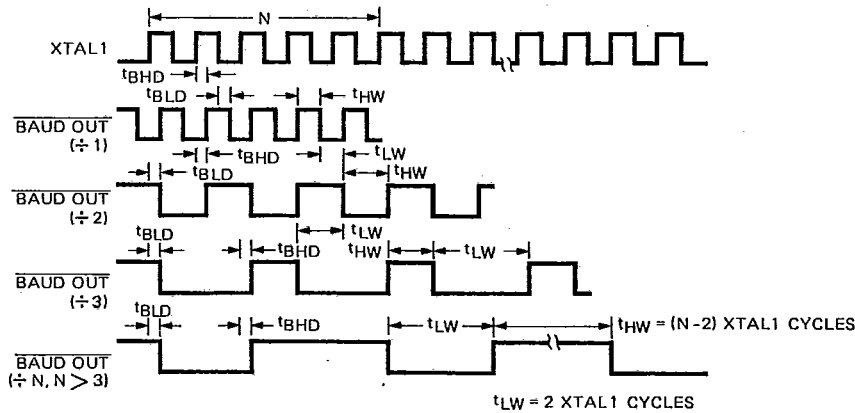 N
XTAL1
tBHD
tBLD
tHW
BAUD OUT
(÷1)
tBHD
tLW
tBLD
tHW
BAUD OUT
(÷2)
tLW
tBLD
tBHD
tHW
tLW
BAUD OUT
(÷3)
tBLD
tBHD
tLW
tHW = (N-2) XTAL1 CYCLES
BAUD OUT
(÷N, N > 3)
tLW = 2 XTAL1 CYCLES